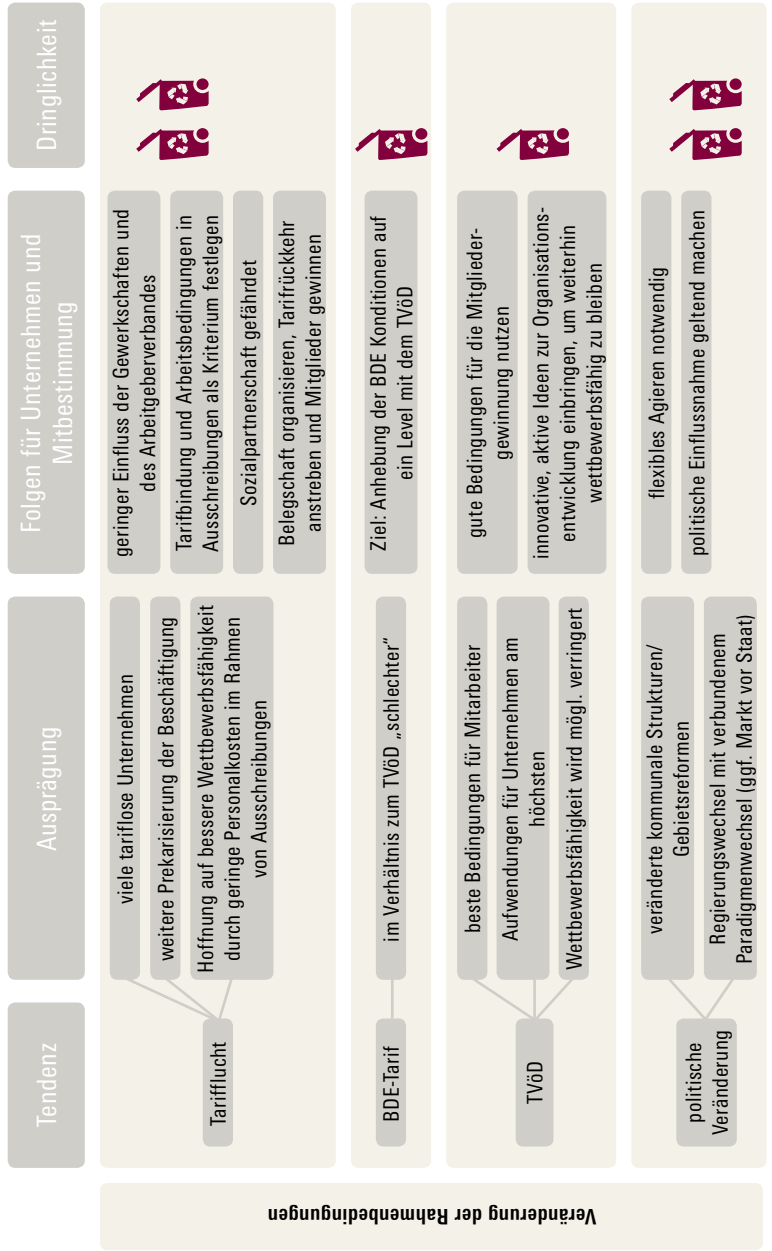 Veränderung der Rahmenbedingungen
Tendenz
Ausprägung
Folgen für Unternehmen und
Mitbestimmung
Dringlichkeit
Tarifflucht
viele tariflose Unternehmen
weitere Prekarisierung der Beschäftigung
Hoffnung auf bessere Wettbewerbsfähigkeit
durch geringe Personalkosten im Rahmen
von Ausschreibungen
geringer Einfluss der Gewerkschaften und
des Arbeitgeberverbandes
Tarifbindung und Arbeitsbedingungen in
Ausschreibungen als Kriterium festlegen
Sozialpartnerschaft gefährdet
Belegschaft organisieren, Tarifrückkehr
anstreben und Mitglieder gewinnen
BDE-Tarif
im Verhältnis zum TVöD „schlechter“
Ziel: Anhebung der BDE Konditionen auf
ein Level mit dem TVöD
TVöD
beste Bedingungen für Mitarbeiter
Aufwendungen für Unternehmen am
höchsten
Wettbewerbsfähigkeit wird mögl. verringert
gute Bedingungen für die Mitglieder-
gewinnung nutzen
innovative, aktive Ideen zur Organisations-
entwicklung einbringen, um weiterhin
wettbewerbsfähig zu bleiben
politische
Veränderung
veränderte kommunale Strukturen/
Gebietsreformen
Regierungswechsel mit verbundenem
Paradigmenwechsel (ggf. Markt vor Staat)
flexibles Agieren notwendig
politische Einflussnahme geltend machen